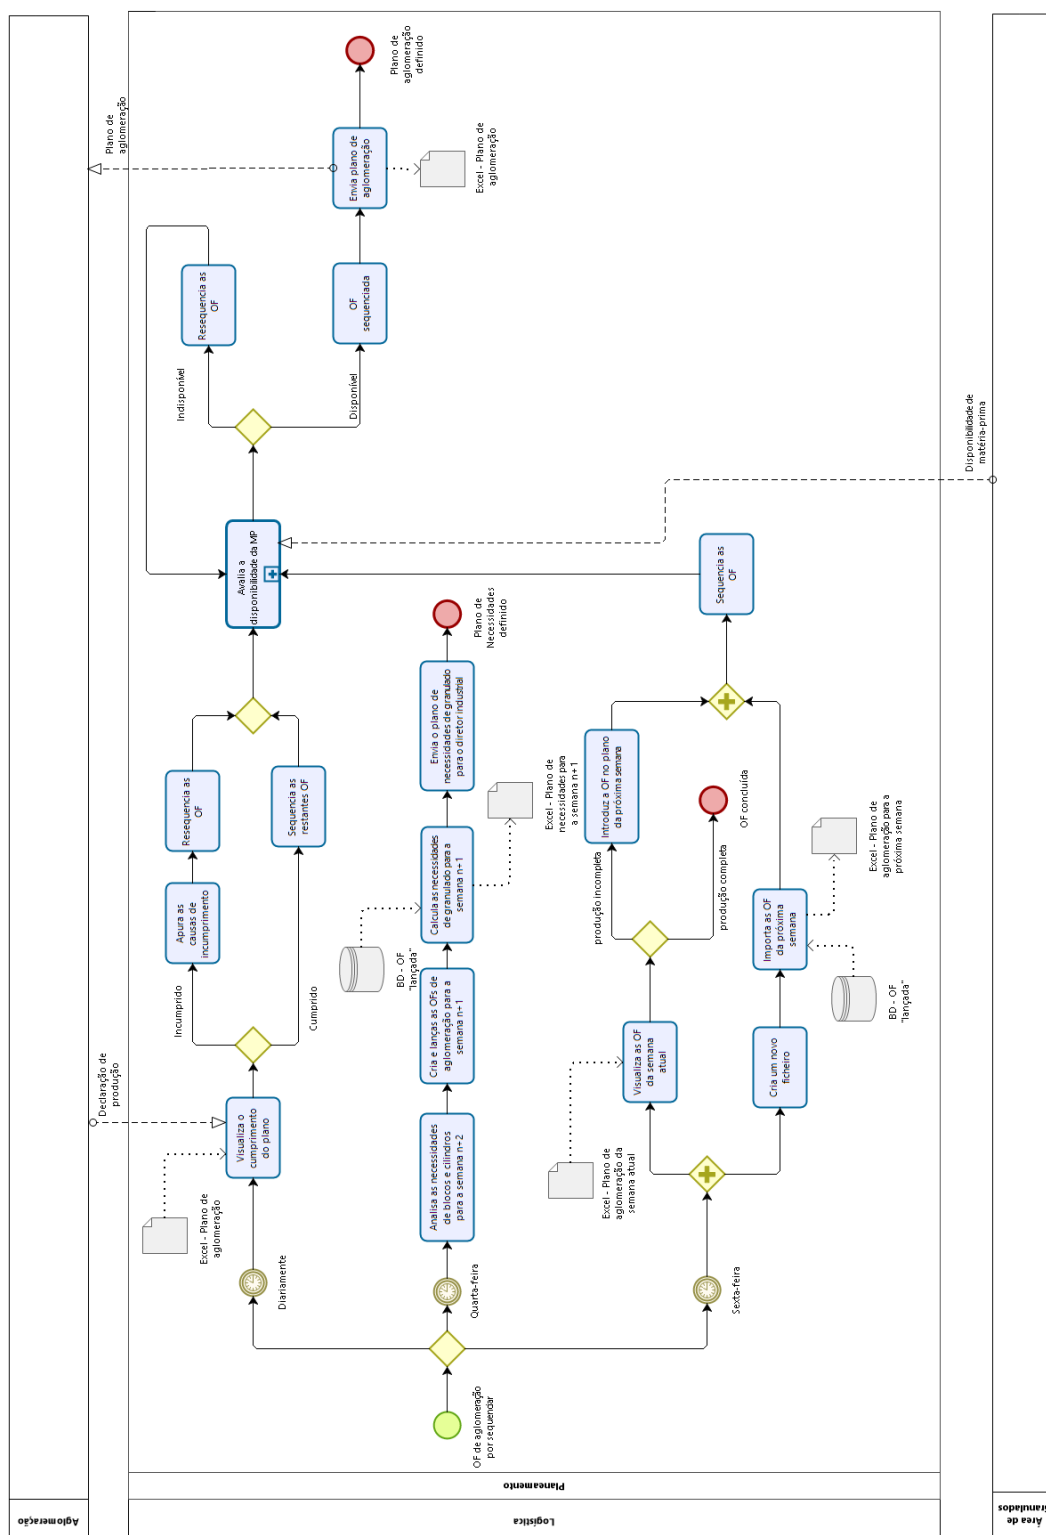 Aglomeração
Logística
Planeamento
Área de
Granulados
OF de aglomeração
por sequenciar
Diariamente
Excel - Plano de
aglomeração
Visualiza o
cumprimento
do plano
Declaração de
produção
Incumprido
Cumprido
Apura as
causas de
incumprimento
Resequencia as
OF
Sequencia as
restantes OF
Avalia a
disponibilidade da MP
Indisponível
Disponível
Resequencia as
OF
OF
sequenciada
Envia plano de
aglomeração
Plano de
aglomeração
Excel - Plano de
aglomeração
Plano de
aglomeração
definido
Quarta-feira
Analisa as necessidades
de blocos e cilindros
para a semana n+2
Cria e lanças as OFs de
aglomeração para a
semana n+1
BD - OF
"lançada"
Calcula as necessidades
de granulado para a
semana n+1
Excel - Plano de
necessidades para
a semana n+1
Envia o plano de
necessidades de granulado
para o diretor industrial
Plano de
Necessidades
definido
Sexta-feira
Excel - Plano de
aglomeração da
semana atual
Visualiza as OF
da semana
atual
produção incompleta
produção completa
Introduz a OF no plano
da próxima semana
OF concluída
Cria um novo
ficheiro
BD - OF
"lançada"
Importa as OF
da próxima
semana
Excel - Plano de
aglomeração para a
próxima semana
Sequencia as
OF
Disponibilidade de
matéria-prima